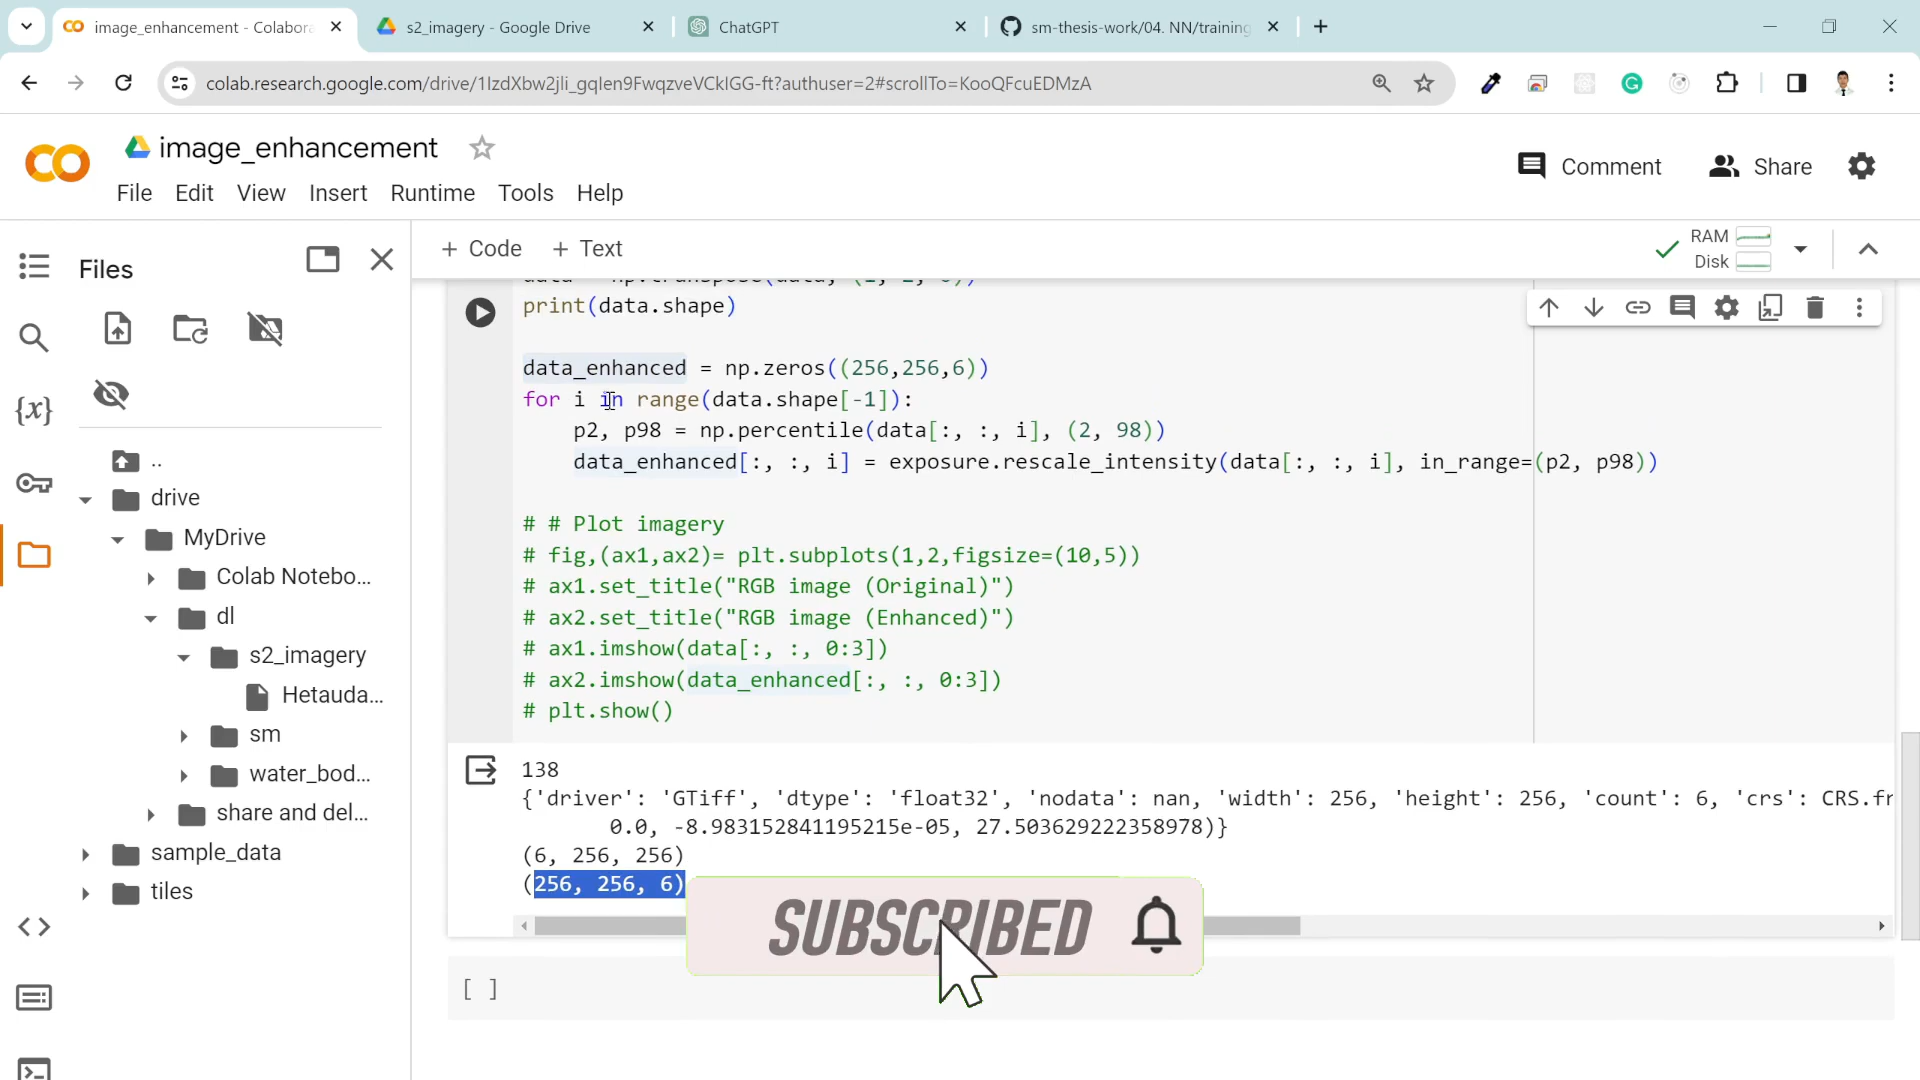 image_enhancement - Colabora
s2_imagery - Google Drive
ChatGPT
sm-thesis-work/04. NN/training
colab.research.google.com/drive/1IzdXbw2jli_gqIen9FwqzveVCkIGG-ft?authuser=2#scrollTo=KooQFcuEDMzA
image_enhancement
File Edit View Insert Runtime Tools Help
Comment
Share
Files
+ Code + Text
RAM
Disk
print(data.shape)
data_enhanced = np.zeros((256,256,6))
for i in range(data.shape[-1]):
p2, p98 = np.percentile(data[:, :, i], (2, 98))
data_enhanced[:, :, i] = exposure.rescale_intensity(data[:, :, i], in_range=(p2, p98))
# # Plot imagery
# fig,(ax1,ax2)= plt.subplots(1,2,figsize=(10,5))
# ax1.set_title("RGB image (Original)")
# ax2.set_title("RGB image (Enhanced)")
# ax1.imshow(data[:, :, 0:3])
# ax2.imshow(data_enhanced[:, :, 0:3])
# plt.show()
..
drive
MyDrive
Colab Notebo...
dl
s2_imagery
Hetauda...
sm
water_bod...
share and del...
sample_data
tiles
{x}
138
{'driver': 'GTiff', 'dtype': 'float32', 'nodata': nan, 'width': 256, 'height': 256, 'count': 6, 'crs': CRS.fr
0.0, -8.983152841195215e-05, 27.503629222358978)}
(6, 256, 256)
(256, 256, 6)
SUBSCRIBED
[ ]